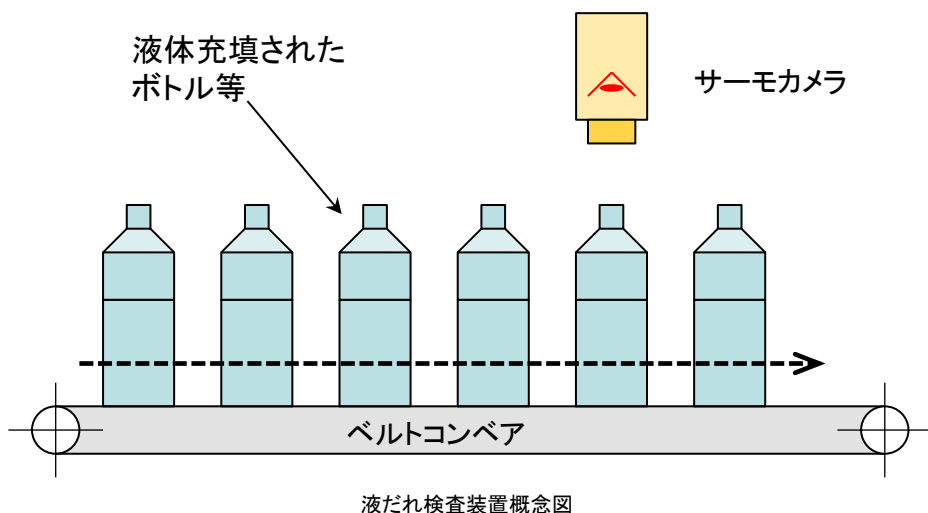 液体充填された
ボトル等
サーモカメラ
ベルトコンベア
液だれ検査装置概念図